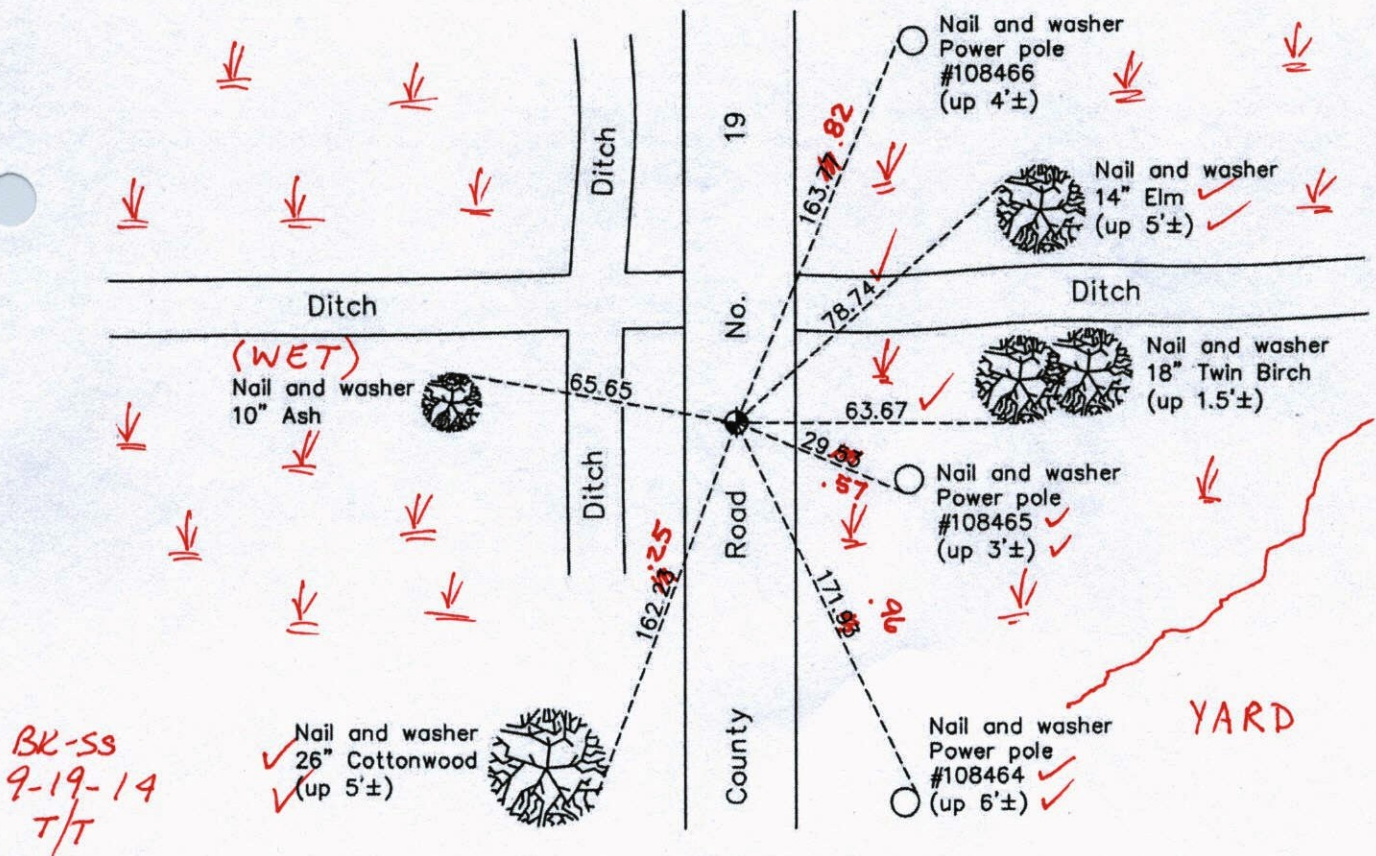 Nail and washer
Power pole
#108466
(up 4'±)
163.77
.82
19
Ditch
Nail and washer
14" Elm
(up 5'±)
78.74
Ditch
No.
Ditch
(WET)
Nail and washer
10" Ash
65.65
Nail and washer
18" Twin Birch
(up 1.5'±)
63.67
29.53
.57
Ditch
Nail and washer
Power pole
#108465
(up 3'±)
Road
162.23
.25
171.93
.96
YARD
Nail and washer
26" Cottonwood
(up 5'±)
County
Nail and washer
Power pole
#108464
(up 6'±)
BK-SS
9-19-14
T/T